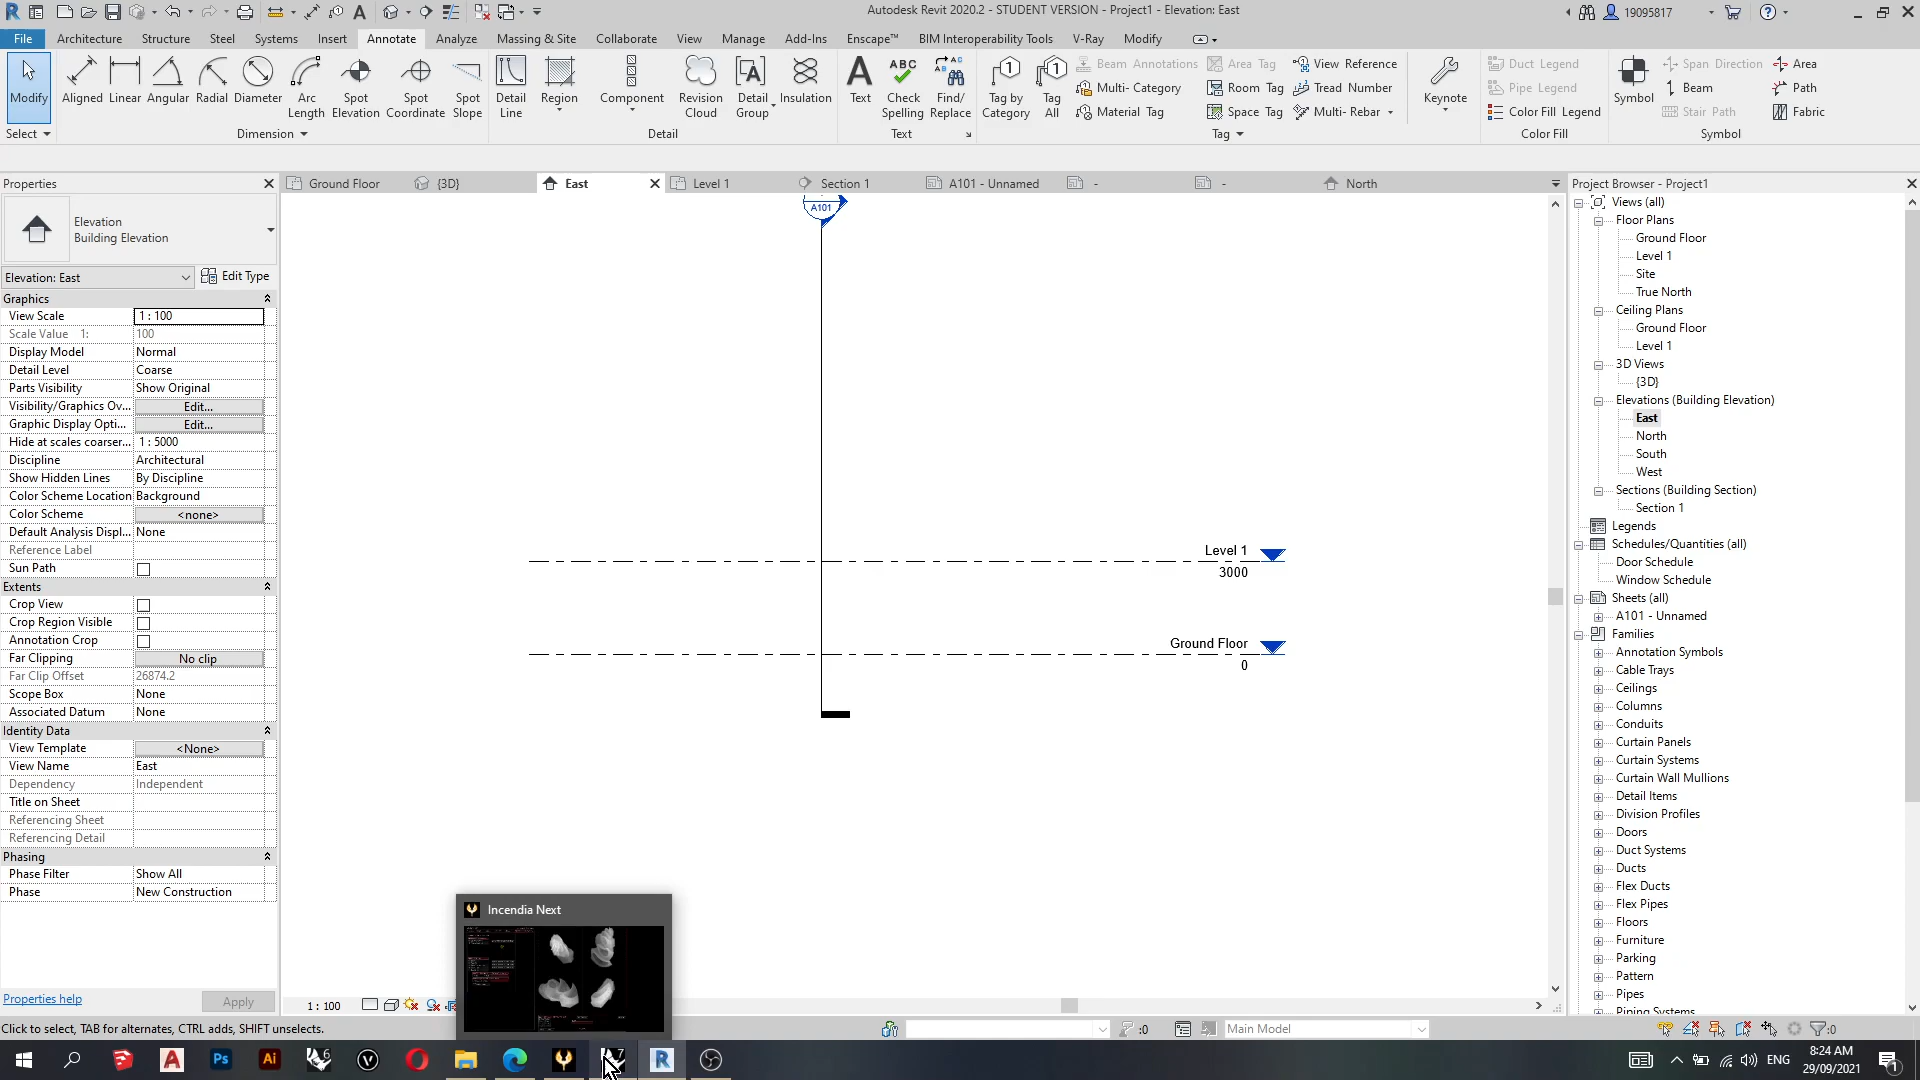 Autodesk Revit 2020.2 - STUDENT VERSION - Project1 - Elevation: East
19095817
File Architecture Structure Steel Systems Insert Annotate Analyze Massing & Site Collaborate View Manage Add-Ins Enscape™ BIM Interoperability Tools V-Ray Modify
Modify
Aligned Linear Angular Radial Diameter
Arc Length
Spot Elevation
Spot Coordinate
Spot Slope
Detail Line
Region
Component
Revision Cloud
Detail Group
Insulation
Text
ABC
Check Spelling
Find/ Replace
Tag by Category
Tag All
Beam Annotations
Multi- Category
Material Tag
Area Tag
Room Tag
Space Tag
View Reference
Tread Number
Multi- Rebar
Keynote
Duct Legend
Pipe Legend
Color Fill Legend
Symbol
Span Direction
Beam
Stair Path
Area
Path
Fabric
Select Dimension Detail Text Tag Color Fill Symbol
Properties
Ground Floor {3D} East Level 1 Section 1 A101 - Unnamed - - North
Project Browser - Project1
Elevation
Building Elevation
Elevation: East Edit Type
Graphics
View Scale 1 : 100
Scale Value 1: 100
Display Model Normal
Detail Level Coarse
Parts Visibility Show Original
Visibility/Graphics Ov... Edit...
Graphic Display Opti... Edit...
Hide at scales coarser... 1 : 5000
Discipline Architectural
Show Hidden Lines By Discipline
Color Scheme Location Background
Color Scheme <none>
Default Analysis Displ... None
Reference Label
Sun Path
Extents
Crop View
Crop Region Visible
Annotation Crop
Far Clipping No clip
Far Clip Offset 26874.2
Scope Box None
Associated Datum None
Identity Data
View Template <None>
View Name East
Dependency Independent
Title on Sheet
Referencing Sheet
Referencing Detail
Phasing
Phase Filter Show All
Phase New Construction
Properties help Apply
A101
Level 1
3000
Ground Floor
0
Incendia Next
1 : 100
Views (all)
Floor Plans
Ground Floor
Level 1
Site
True North
Ceiling Plans
Ground Floor
Level 1
3D Views
{3D}
Elevations (Building Elevation)
East
North
South
West
Sections (Building Section)
Section 1
Legends
Schedules/Quantities (all)
Door Schedule
Window Schedule
Sheets (all)
A101 - Unnamed
Families
Annotation Symbols
Cable Trays
Ceilings
Columns
Conduits
Curtain Panels
Curtain Systems
Curtain Wall Mullions
Detail Items
Division Profiles
Doors
Duct Systems
Ducts
Flex Ducts
Flex Pipes
Floors
Furniture
Parking
Pattern
Pipes
Piping Systems
Click to select, TAB for alternates, CTRL adds, SHIFT unselects.
:0
Main Model
:0
Ps Ai 6 7 R
ENG
8:24 AM
29/09/2021
1